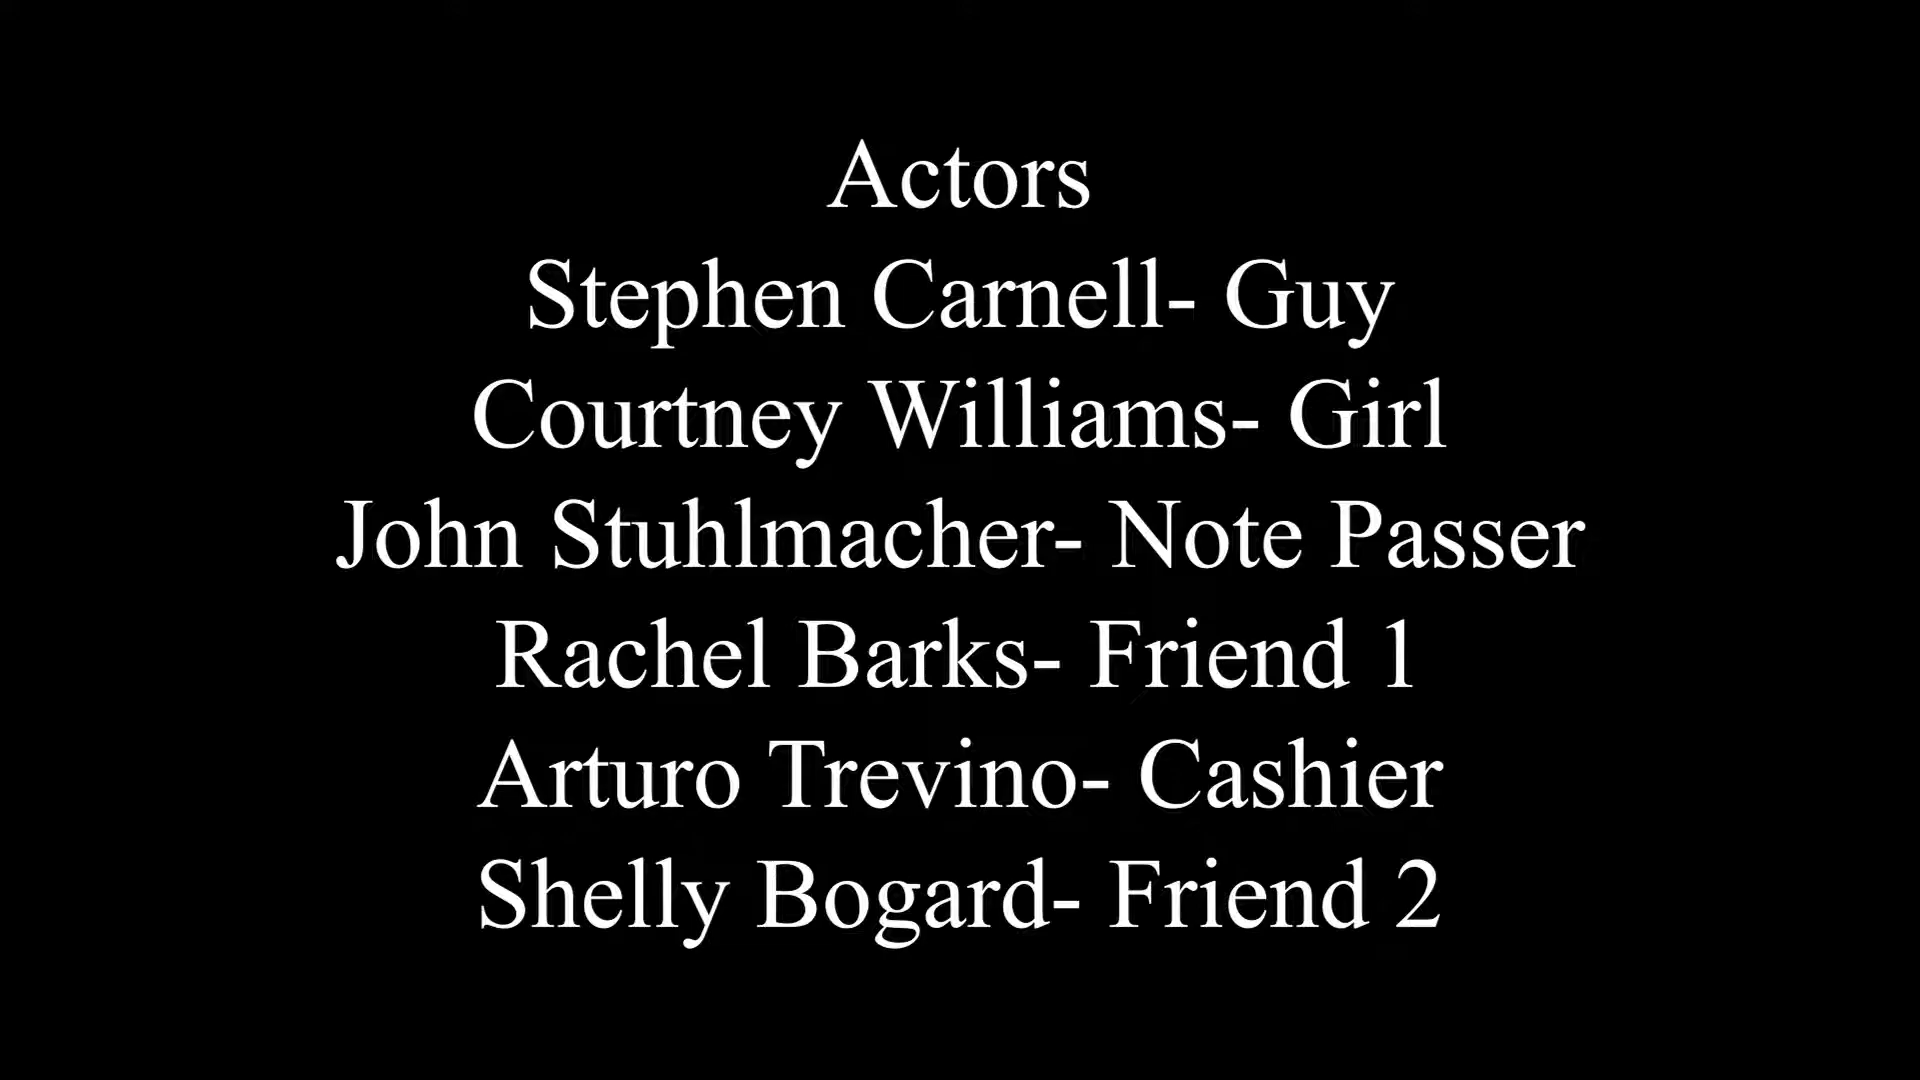 Actors
Stephen Carnell- Guy
Courtney Williams- Girl
John Stuhlmacher- Note Passer
Rachel Barks- Friend 1
Arturo Trevino- Cashier
Shelly Bogard- Friend 2